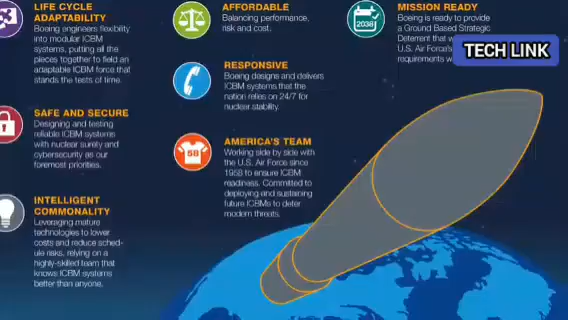 LIFE CYCLE
ADAPTABILITY
Boeing engineers flexibility
into modular ICBM
systems, putting all the
pieces together to field an
adaptable ICBM force that
stands the tests of time.
SAFE AND SECURE
Designing and testing
reliable ICBM systems
with nuclear surety and
cybersecurity as our
foremost priorities.
INTELLIGENT
COMMONALITY
Leveraging mature
technologies to lower
costs and reduce sched-
ule risks, relying on a
highly-skilled team that
knows ICBM systems
better than anyone.
AFFORDABLE
Balancing performance,
risk and cost.
RESPONSIVE
Boeing designs and delivers
ICBM systems that the
nation relies on 24/7 for
nuclear stability.
58
AMERICA'S TEAM
Working side by side with
the U.S. Air Force since
1958 to ensure ICBM
readiness. Committed to
deploying and sustaining
future ICBMs to deter
modern threats.
2038
MISSION READY
Boeing is ready to provide
a Ground Based Strategic
Deterrent that
U.S. Air Force's
requirements
TECH LINK